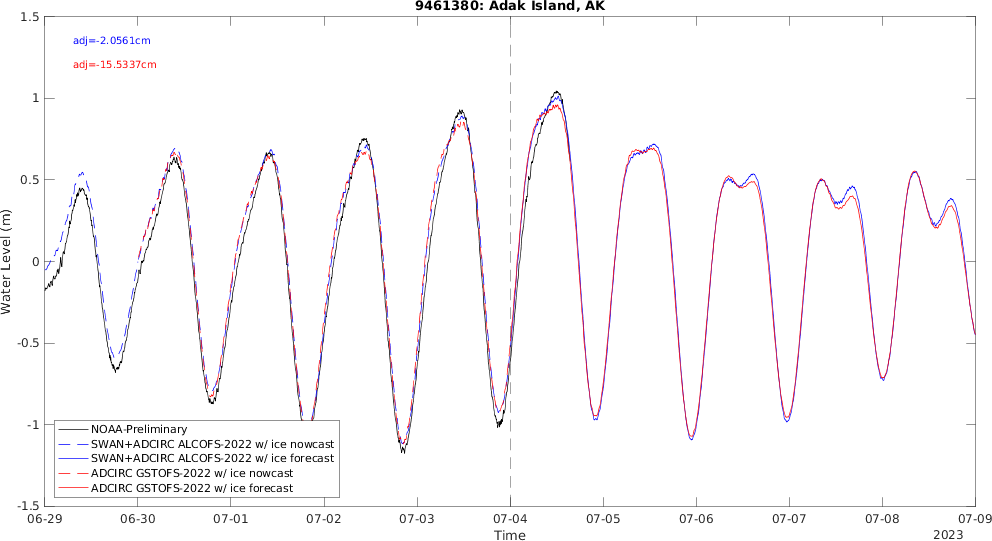 9461380: Adak Island, AK
adj=-2.0561cm
adj=-15.5337cm
1.5
1
0.5
0
-0.5
-1
-1.5
Water Level (m)
NOAA-Preliminary
SWAN+ADCIRC ALCOFS-2022 w/ ice nowcast
SWAN+ADCIRC ALCOFS-2022 w/ ice forecast
ADCIRC GSTOFS-2022 w/ ice nowcast
ADCIRC GSTOFS-2022 w/ ice forecast
06-29 06-30 07-01 07-02 07-03 07-04 07-05 07-06 07-07 07-08 07-09
Time
2023